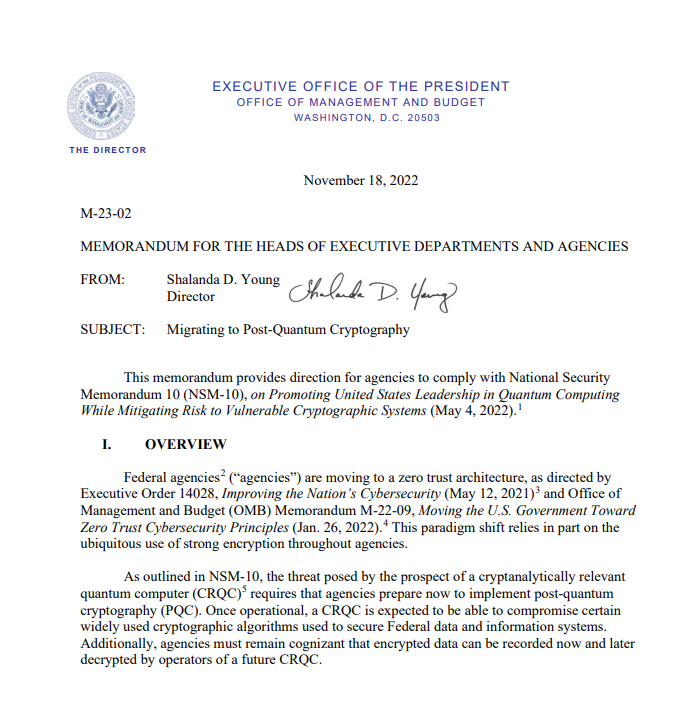 EXECUTIVE OFFICE OF THE PRESIDENT
OFFICE OF MANAGEMENT AND BUDGET
WASHINGTON, D.C. 20503
THE DIRECTOR
November 18, 2022
M-23-02
MEMORANDUM FOR THE HEADS OF EXECUTIVE DEPARTMENTS AND AGENCIES
FROM: Shalanda D. Young
Director
Shalanda D. Young
SUBJECT: Migrating to Post-Quantum Cryptography
This memorandum provides direction for agencies to comply with National Security
Memorandum 10 (NSM-10), on Promoting United States Leadership in Quantum Computing
While Mitigating Risk to Vulnerable Cryptographic Systems (May 4, 2022).1
I. OVERVIEW
Federal agencies2 (“agencies”) are moving to a zero trust architecture, as directed by
Executive Order 14028, Improving the Nation’s Cybersecurity (May 12, 2021)3 and Office of
Management and Budget (OMB) Memorandum M-22-09, Moving the U.S. Government Toward
Zero Trust Cybersecurity Principles (Jan. 26, 2022).4 This paradigm shift relies in part on the
ubiquitous use of strong encryption throughout agencies.
As outlined in NSM-10, the threat posed by the prospect of a cryptanalytically relevant
quantum computer (CRQC)5 requires that agencies prepare now to implement post-quantum
cryptography (PQC). Once operational, a CRQC is expected to be able to compromise certain
widely used cryptographic algorithms used to secure Federal data and information systems.
Additionally, agencies must remain cognizant that encrypted data can be recorded now and later
decrypted by operators of a future CRQC.